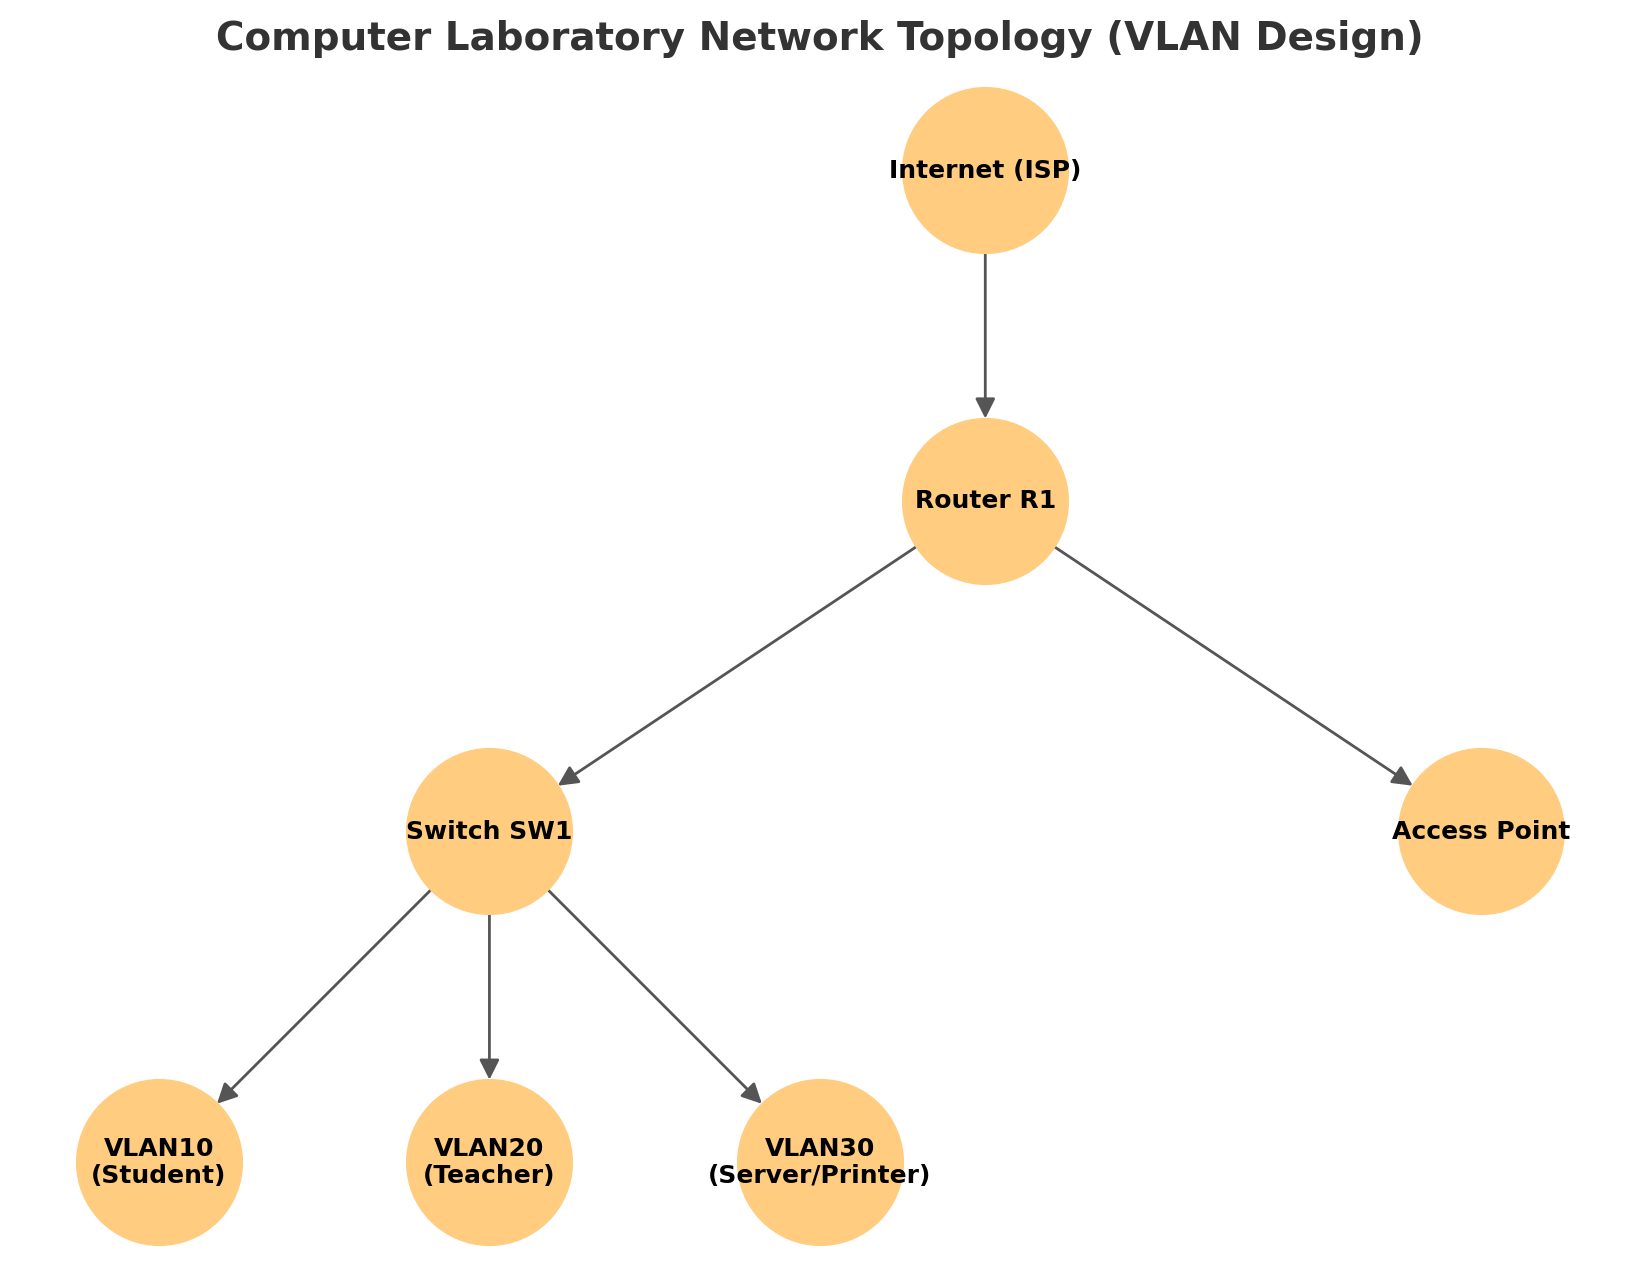 Computer Laboratory Network Topology (VLAN Design)
Internet (ISP)
Router R1
Switch SW1
Access Point
VLAN10
(Student)
VLAN20
(Teacher)
VLAN30
(Server/Printer)